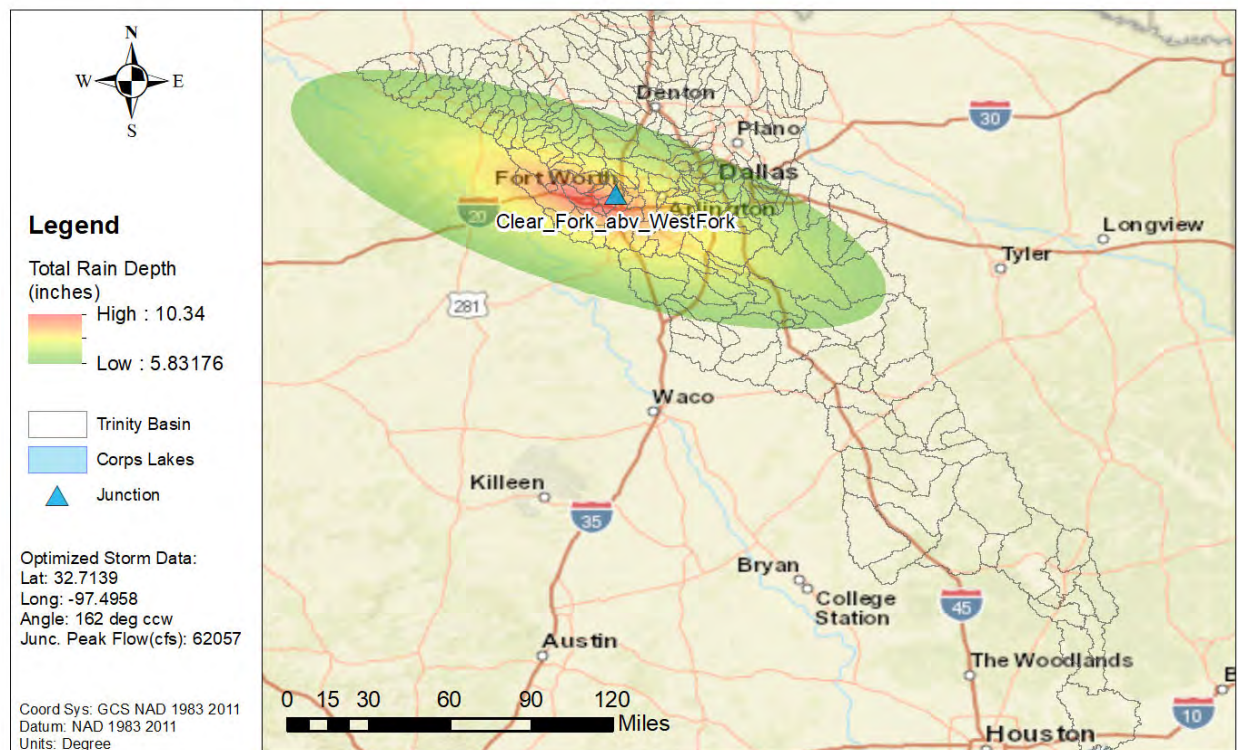 N
W
E
S
Legend
Total Rain Depth
(inches)
High : 10.34
Low : 5.83176
Trinity Basin
Corps Lakes
Junction
Optimized Storm Data:
Lat: 32.7139
Long: -97.4958
Angle: 162 deg ccw
Junc. Peak Flow(cfs): 62057
Coord Sys: GCS NAD 1983 2011
Datum: NAD 1983 2011
Units: Degree
Denton
Plano
30
Dallas
Fort Worth
20
Arlington
Clear_Fork_abv_WestFork
Longview
Tyler
281
Waco
Killeen
35
Bryan
College
Station
45
Austin
The Woodlands
B
10
Houston
0 15 30 60 90 120
Miles